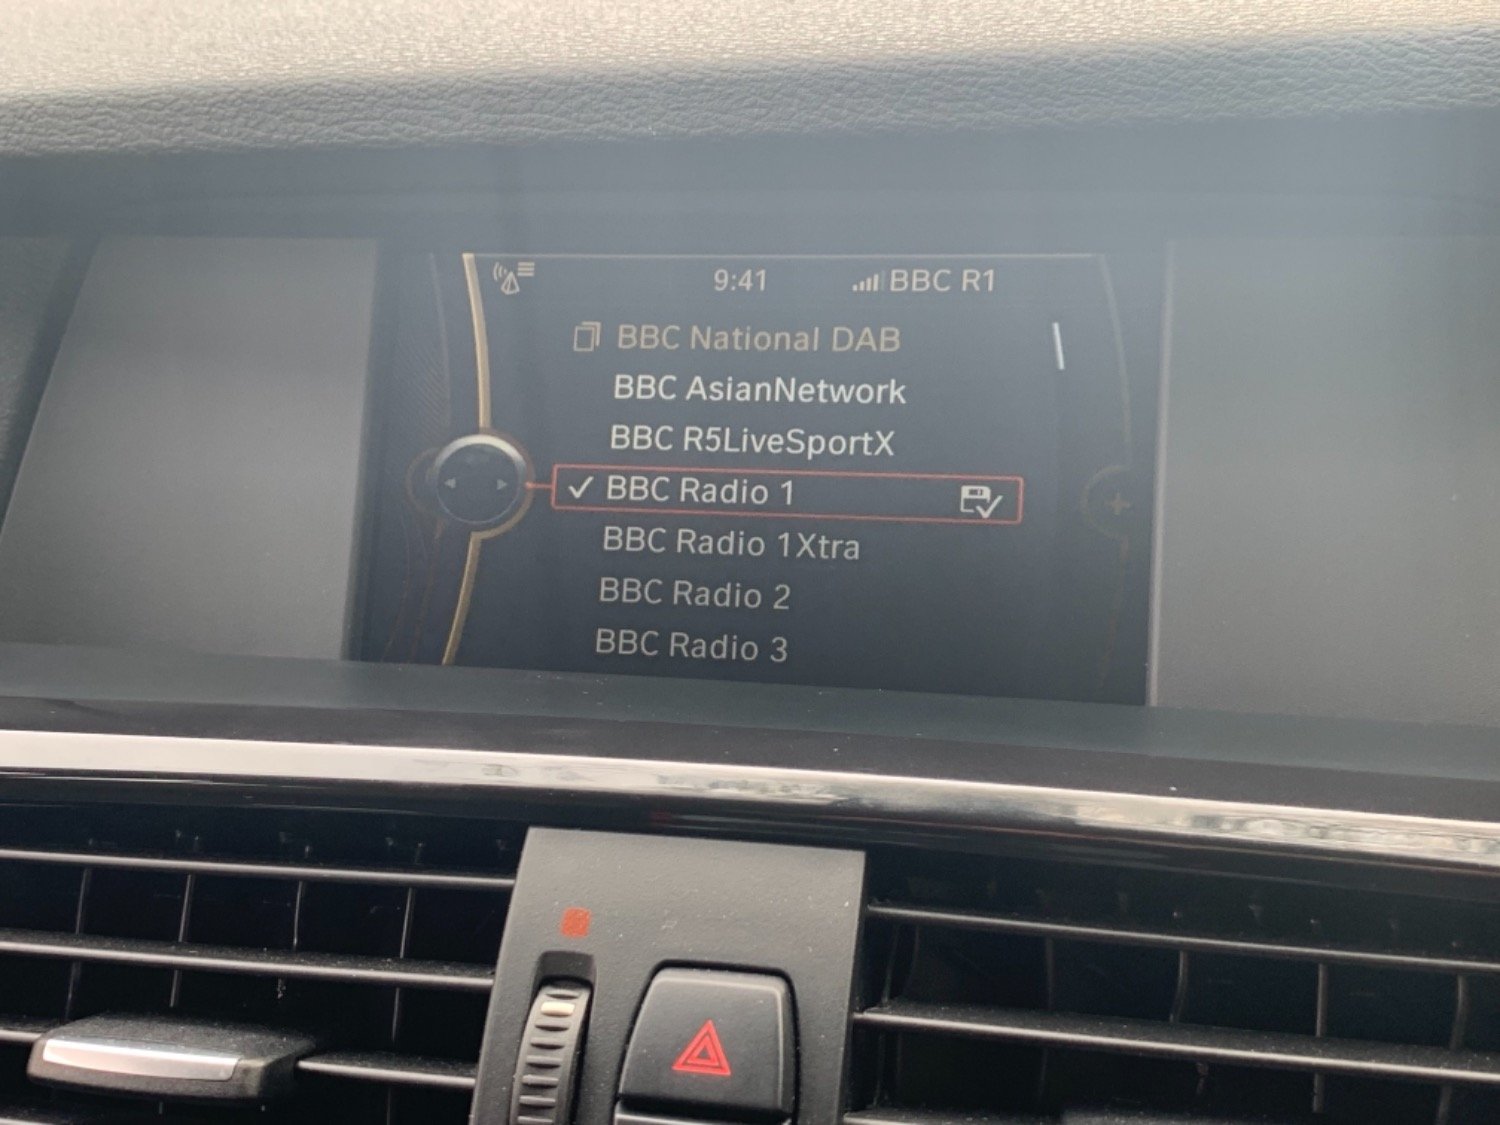 9:41 BBC R1
BBC National DAB
BBC AsianNetwork
BBC R5LiveSportX
BBC Radio 1
BBC Radio 1Xtra
BBC Radio 2
BBC Radio 3